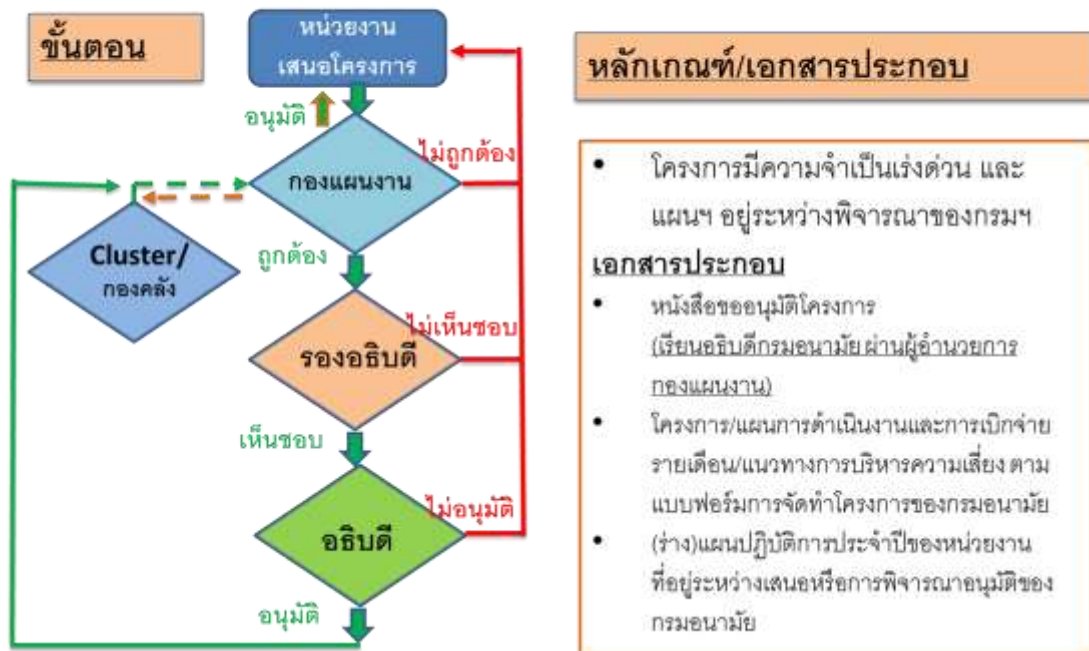 ขั้นตอน
หน่วยงาน
เสนอโครงการ
อนุมัติ
ไม่ถูกต้อง
กองแผนงาน
Cluster/
กองคลัง
ถูกต้อง
ไม่เห็นชอบ
รองอธิบดี
เห็นชอบ
ไม่อนุมัติ
อธิบดี
อนุมัติ
หลักเกณฑ์/เอกสารประกอบ
• โครงการมีความจำเป็นเร่งด่วน และ
แผนฯ อยู่ระหว่างพิจารณาของกรมฯ
เอกสารประกอบ
• หนังสือขออนุมัติโครงการ
(เรียนอธิบดีกรมอนามัย ผ่านผู้อำนวยการ
กองแผนงาน)
• โครงการ/แผนการดำเนินงานและการเบิกจ่าย
รายเดือน/แนวทางการบริหารความเสี่ยง ตาม
แบบฟอร์มการจัดทำโครงการของกรมอนามัย
• (ร่าง)แผนปฏิบัติการประจำปีของหน่วยงาน
ที่อยู่ระหว่างเสนอหรือการพิจารณาอนุมัติของ
กรมอนามัย